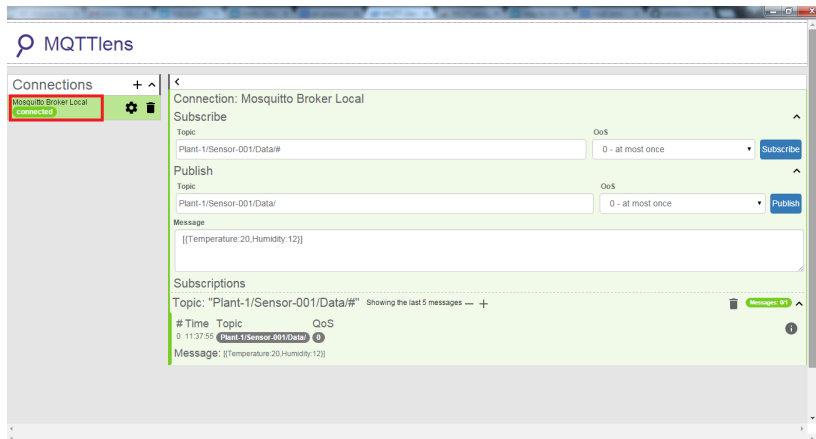 MQTTlens
Connections
Mosquitto Broker Local
connected
Connection: Mosquitto Broker Local
Subscribe
Topic
QoS
Plant-1/Sensor-001/Data/#
0 - at most once
Subscribe
Publish
Topic
QoS
Plant-1/Sensor-001/Data/
0 - at most once
Publish
Message
[{Temperature:20,Humidity:12}]
Subscriptions
Topic: "Plant-1/Sensor-001/Data/#" Showing the last 5 messages — +
Messages: 0/1
# Time Topic QoS
0 11:37:55 Plant-1/Sensor-001/Data/ 0
Message: [{Temperature:20,Humidity:12}]